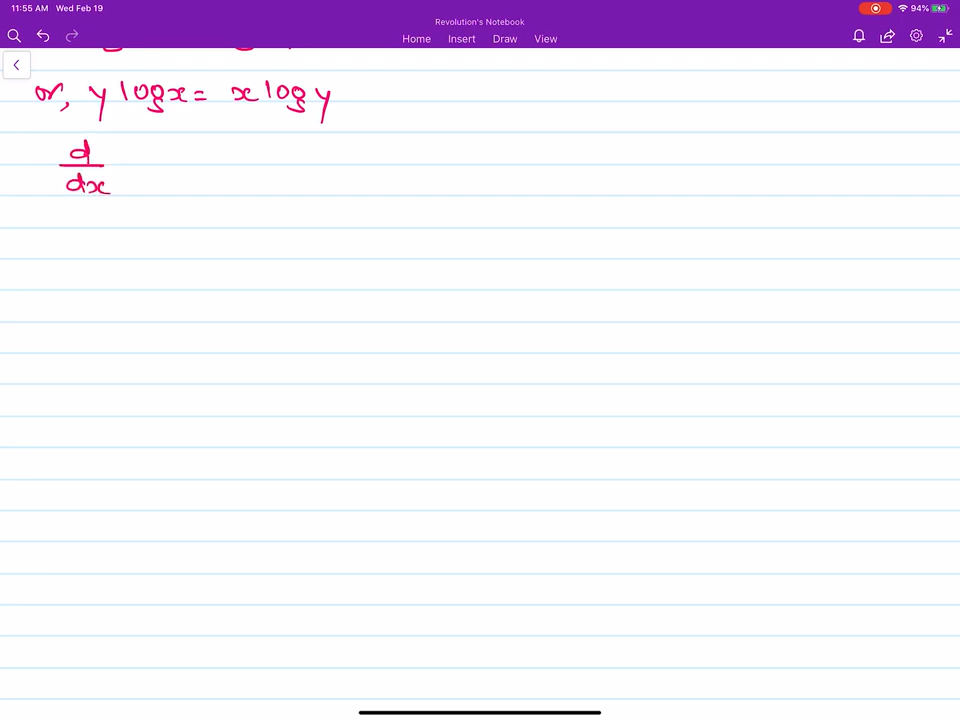 11:55 AM Wed Feb 19
94%
Revolution's Notebook
Home Insert Draw View
or, y log x = x log y
d
dx